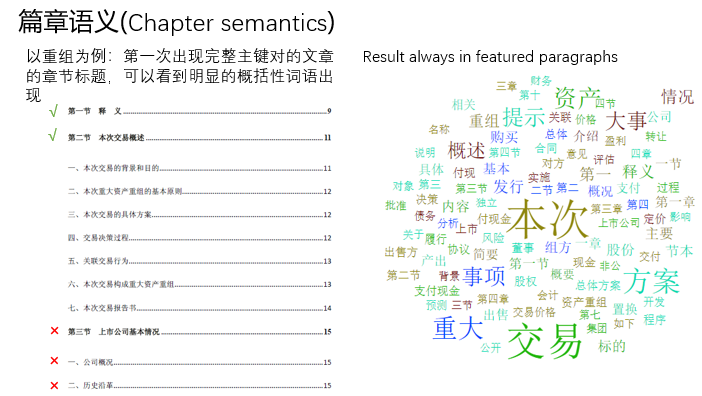 篇章语义(Chapter semantics)
以重组为例：第一次出现完整主键对的文章
的章节标题，可以看到明显的概括性词语出
现
√ 第一节 释 义 9
√ 第二节 本次交易概述 11
一、本次交易的背景和目的 11
二、本次重大资产重组的基本原则 12
三、本次交易的具体方案 12
四、交易决策过程 12
五、关联交易行为 13
六、本次交易构成重大资产重组 13
七、本次交易报告书 14
× 第三节 上市公司基本情况 15
× 一、公司概况 15
× 二、历史沿革 15
Result always in featured paragraphs
三章 财务
第十 资产 四节 情况
相关 重组 提示 关联 价格 大事 公司
名称 购买 总体 介绍 盈利 转让
说明 概述 第四节 合同 意见 四章
具体 付现 基本 对方 评估 释义 一节
对象 第三 第三节 发行 实施 二节 第二 第一 概况 支付 过程
批准 决策 内容 独立 本次 第三章 第四 第一章
债务 分析 上市 付现金 上市公司 定价 影响
关于 履行 风险 董事 组方 一章 股份 主要
出售方 协议 简要 第一节 现金 非公 交付 节本
产出 事项 股权 概要 总体方案 方案
第二节 背景 支付现金 第四章 会计 资产重组 置换 开发
预测 三节 出售 交易价格 第七 如下 程序
重大 交易 集团 标的
公开